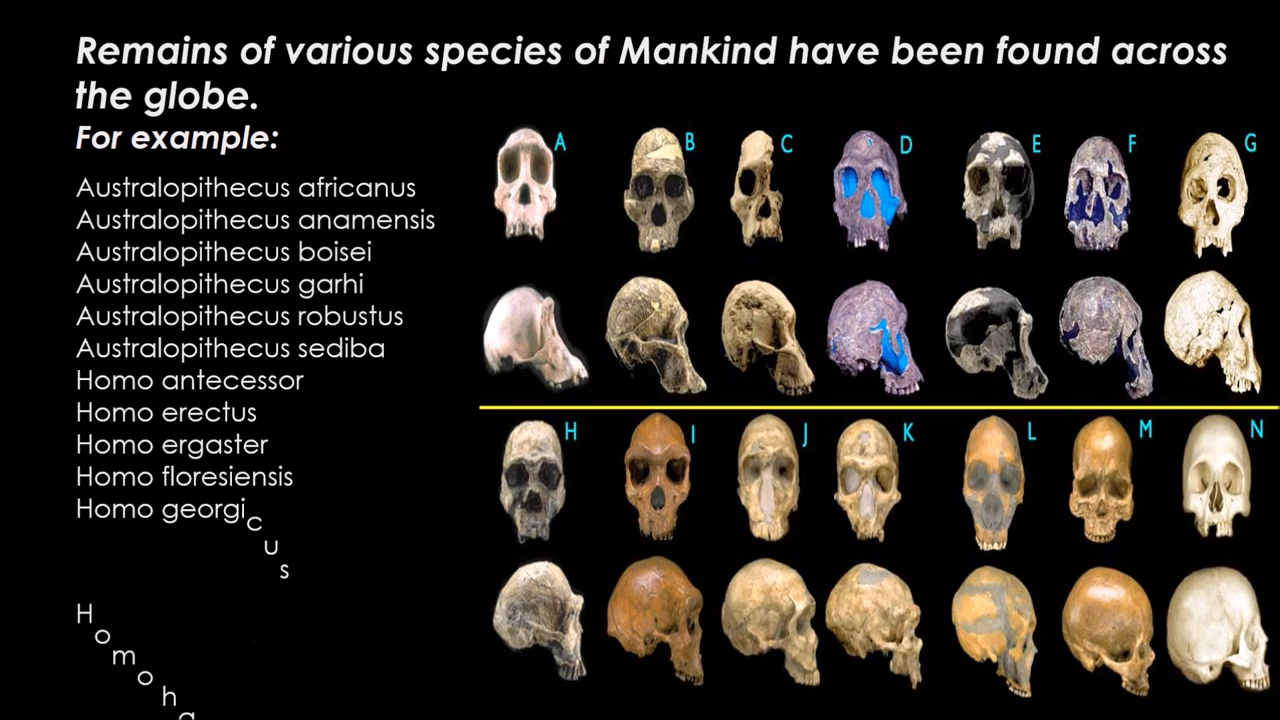 Remains of various species of Mankind have been found across
the globe.
For example:
Australopithecus africanus
Australopithecus anamensis
Australopithecus boisei
Australopithecus garhi
Australopithecus robustus
Australopithecus sediba
Homo antecessor
Homo erectus
Homo ergaster
Homo floresiensis
Homo georgicus
Homo ha
A B C D E F G
H I J K L M N